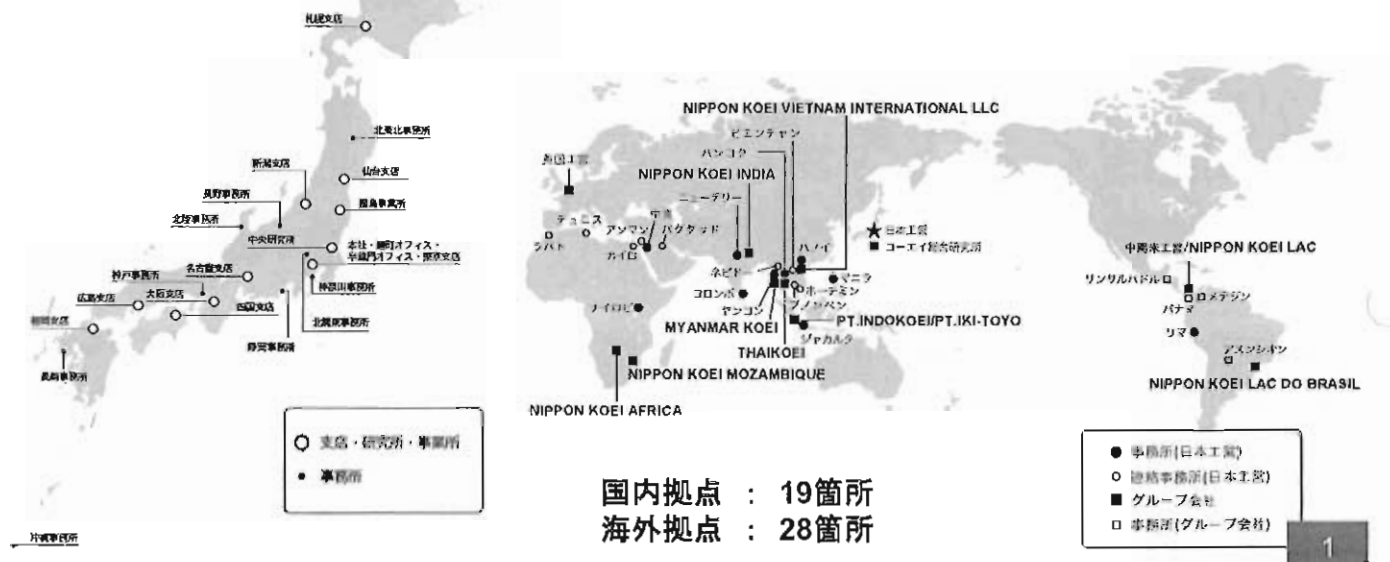 札幌支店
北東北事務所
新潟支店
仙台支店
長野事務所
福島事業所
北陸事務所
中央研究所
本社・麹町オフィス・
半蔵門オフィス・東京支店
神戸事務所
名古屋支店
神奈川事務所
広島支店
大阪支店
四国支店
北関東事務所
福岡支店
静岡事務所
長崎事務所
沖縄事務所
支店・研究所・事業所
事務所
NIPPON KOEI VIETNAM INTERNATIONAL LLC
ビエンチャン
バンコク
英国工営
NIPPON KOEI INDIA
ニューデリー
チュニス
アンマン
バグダッド
ラバト
カイロ
日本工営
コーエイ総合研究所
ハノイ
ネピドー
マニラ
ホーチミン
コロンボ
ナイロビ
ヤンゴン
プノンペン
MYANMAR KOEI
PT.INDOKOEI/PT.IKI-TOYO
ジャカルタ
THAIKOEI
NIPPON KOEI MOZAMBIQUE
NIPPON KOEI AFRICA
中南米工営/NIPPON KOEI LAC
サンサルバドル
メデジン
パナマ
リマ
アスンシオン
NIPPON KOEI LAC DO BRASIL
事務所(日本工営)
連絡事務所(日本工営)
グループ会社
事務所(グループ会社)
国内拠点 : 19箇所
海外拠点 : 28箇所
1